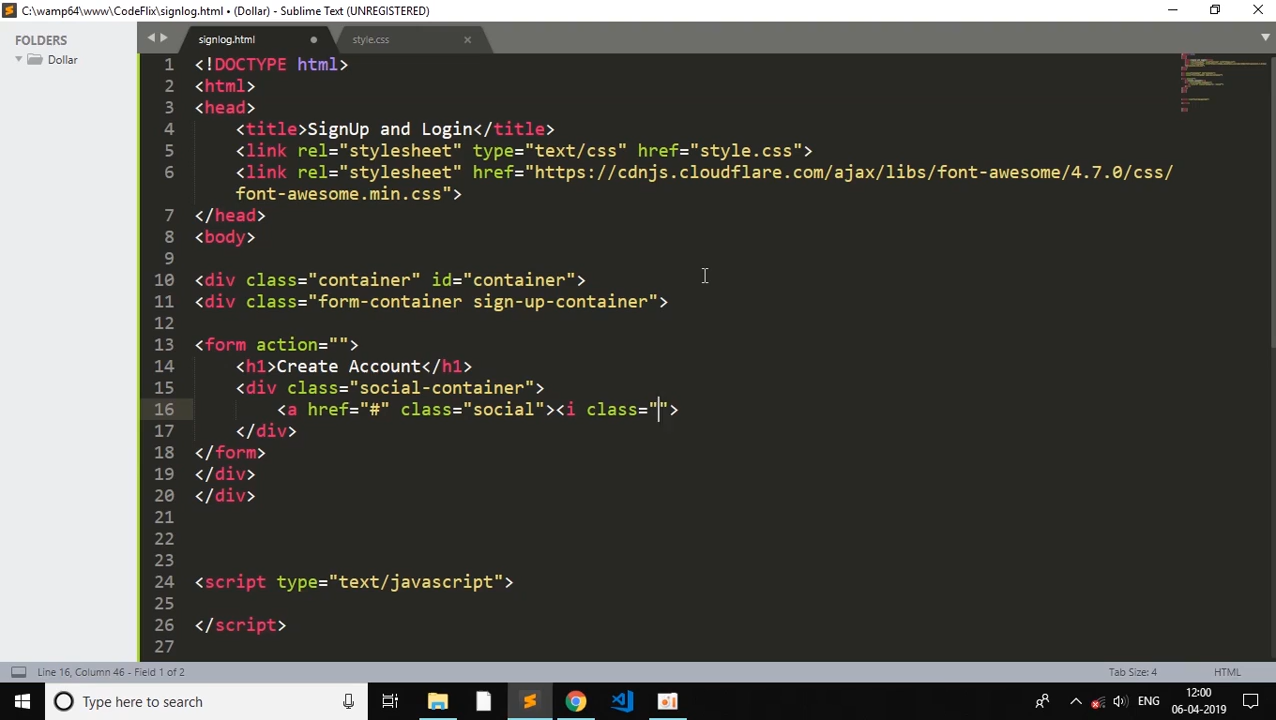 C:\wamp64\www\CodeFlix\signlog.html • (Dollar) - Sublime Text (UNREGISTERED)
FOLDERS
Dollar
signlog.html
style.css
1 <!DOCTYPE html>
2 <html>
3 <head>
4 <title>SignUp and Login</title>
5 <link rel="stylesheet" type="text/css" href="style.css">
6 <link rel="stylesheet" href="https://cdnjs.cloudflare.com/ajax/libs/font-awesome/4.7.0/css/
font-awesome.min.css">
7 </head>
8 <body>
9
10 <div class="container" id="container">
11 <div class="form-container sign-up-container">
12
13 <form action="">
14 <h1>Create Account</h1>
15 <div class="social-container">
16 <a href="#" class="social"><i class="">
17 </div>
18 </form>
19 </div>
20 </div>
21
22
23
24 <script type="text/javascript">
25
26 </script>
27
Line 16, Column 46 - Field 1 of 2
Tab Size: 4
HTML
Type here to search
ENG
12:00
06-04-2019